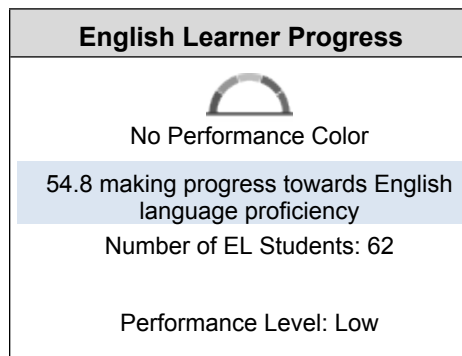 English Learner Progress
No Performance Color
54.8 making progress towards English
language proficiency
Number of EL Students: 62
Performance Level: Low